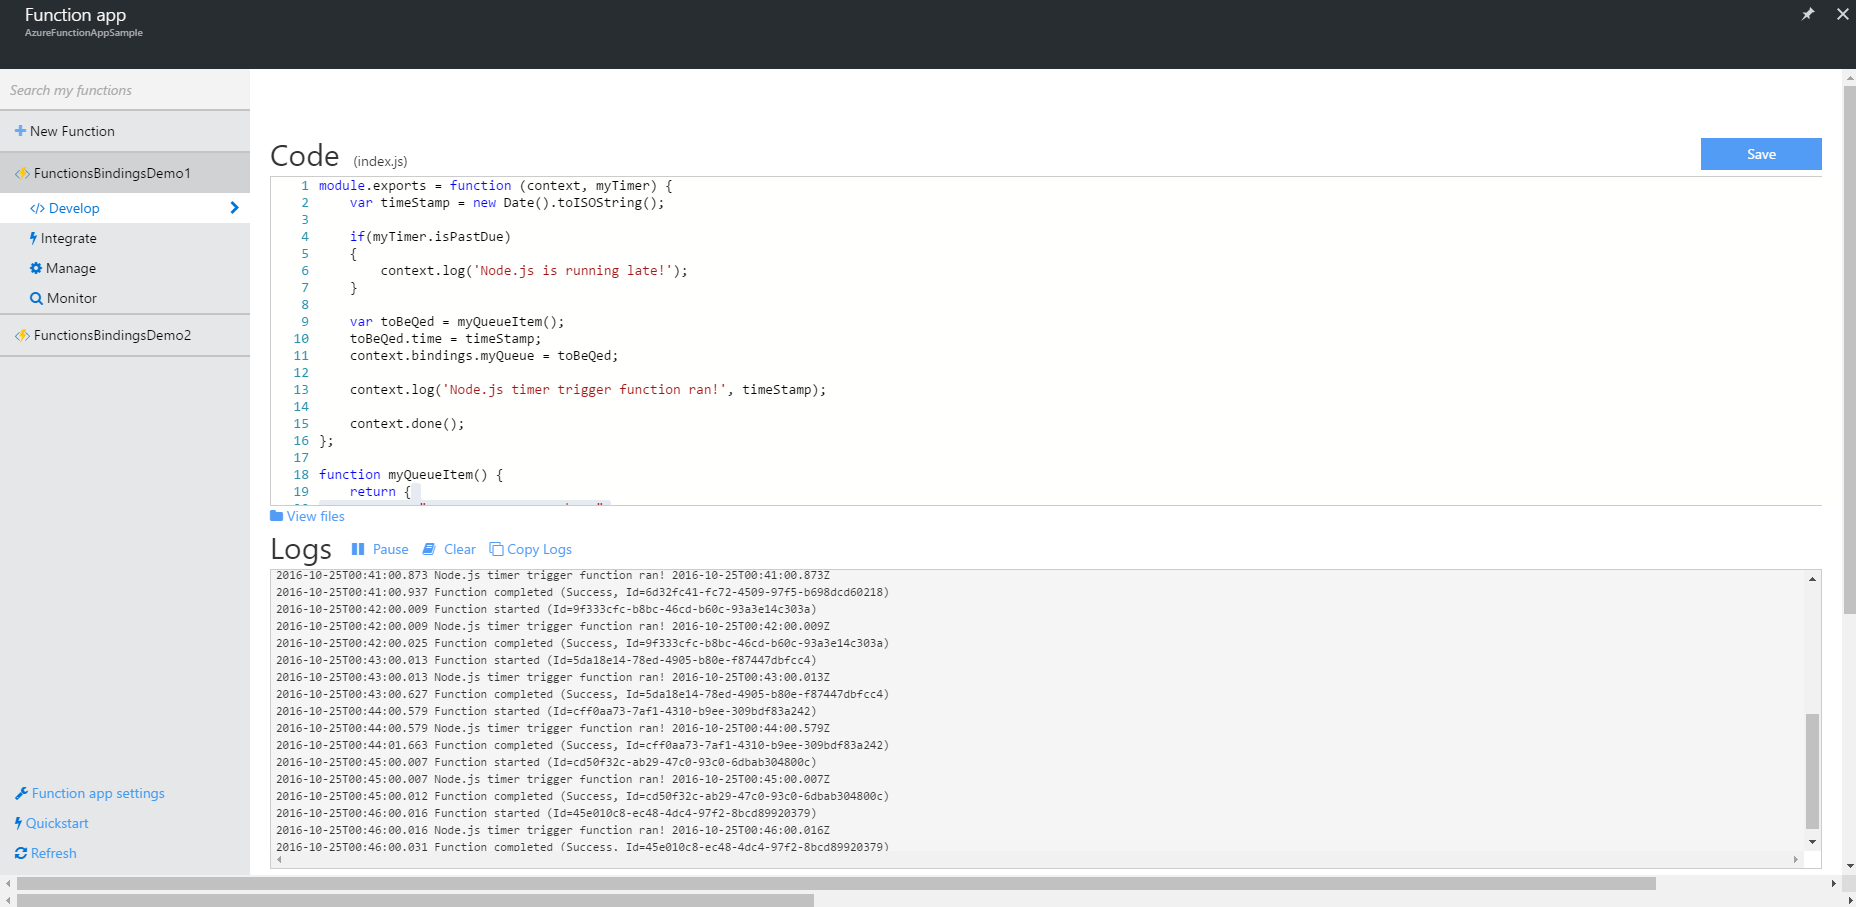 Function app
AzureFunctionAppSample
Search my functions
New Function
FunctionsBindingsDemo1
</> Develop
Integrate
Manage
Monitor
FunctionsBindingsDemo2
Function app settings
Quickstart
Refresh
Code (index.js)
Save
1 module.exports = function (context, myTimer) {
2     var timeStamp = new Date().toISOString();
3
4     if(myTimer.isPastDue)
5     {
6         context.log('Node.js is running late!');
7     }
8
9     var toBeQed = myQueueItem();
10     toBeQed.time = timeStamp;
11     context.bindings.myQueue = toBeQed;
12
13     context.log('Node.js timer trigger function ran!', timeStamp);
14
15     context.done();
16 };
17
18 function myQueueItem() {
19     return {
View files
Logs Pause Clear Copy Logs
2016-10-25T00:41:00.873 Node.js timer trigger function ran! 2016-10-25T00:41:00.873Z
2016-10-25T00:41:00.937 Function completed (Success, Id=6d32fc41-fc72-4509-97f5-b698dcd60218)
2016-10-25T00:42:00.009 Function started (Id=9f333cfc-b8bc-46cd-b60c-93a3e14c303a)
2016-10-25T00:42:00.009 Node.js timer trigger function ran! 2016-10-25T00:42:00.009Z
2016-10-25T00:42:00.025 Function completed (Success, Id=9f333cfc-b8bc-46cd-b60c-93a3e14c303a)
2016-10-25T00:43:00.013 Function started (Id=5da18e14-78ed-4905-b80e-f87447dbfcc4)
2016-10-25T00:43:00.013 Node.js timer trigger function ran! 2016-10-25T00:43:00.013Z
2016-10-25T00:43:00.627 Function completed (Success, Id=5da18e14-78ed-4905-b80e-f87447dbfcc4)
2016-10-25T00:44:00.579 Function started (Id=cff0aa73-7af1-4310-b9ee-309bdf83a242)
2016-10-25T00:44:00.579 Node.js timer trigger function ran! 2016-10-25T00:44:00.579Z
2016-10-25T00:44:01.663 Function completed (Success, Id=cff0aa73-7af1-4310-b9ee-309bdf83a242)
2016-10-25T00:45:00.007 Function started (Id=cd50f32c-ab29-47c0-93c0-6dbab304800c)
2016-10-25T00:45:00.007 Node.js timer trigger function ran! 2016-10-25T00:45:00.007Z
2016-10-25T00:45:00.012 Function completed (Success, Id=cd50f32c-ab29-47c0-93c0-6dbab304800c)
2016-10-25T00:46:00.016 Function started (Id=45e010c8-ec48-4dc4-97f2-8bcd89920379)
2016-10-25T00:46:00.016 Node.js timer trigger function ran! 2016-10-25T00:46:00.016Z
2016-10-25T00:46:00.031 Function completed (Success, Id=45e010c8-ec48-4dc4-97f2-8bcd89920379)